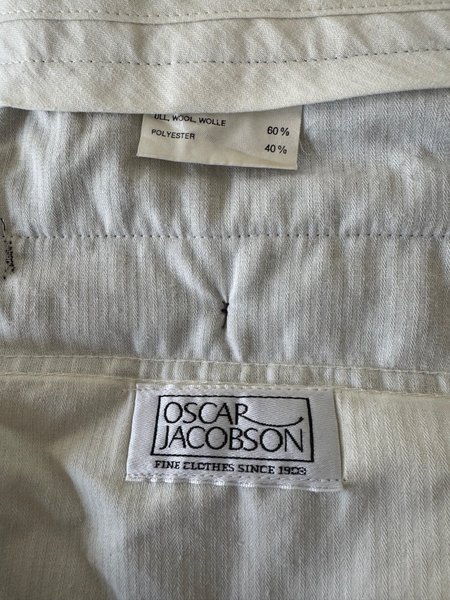 ULL, WOOL, WOLLE 60 %
POLYESTER 40 %
OSCAR
JACOBSON
FINE CLOTHES SINCE 1903